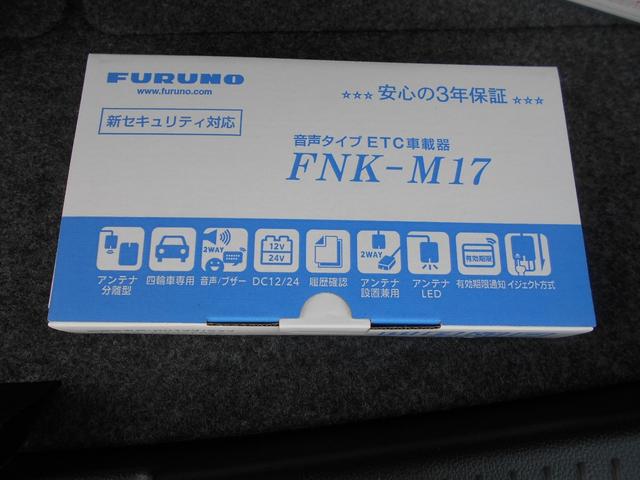 FURUNO
www.furuno.com
☆☆☆ 安心の3年保証 ☆☆☆
新セキュリティ対応
音声タイプ ETC車載器
FNK-M17
2WAY
12V
24V
2WAY
有効期限
アンテナ
分離型
四輪車専用
音声/ブザー
DC12/24
履歴確認
アンテナ
設置兼用
アンテナ
LED
有効期限通知
イジェクト方式